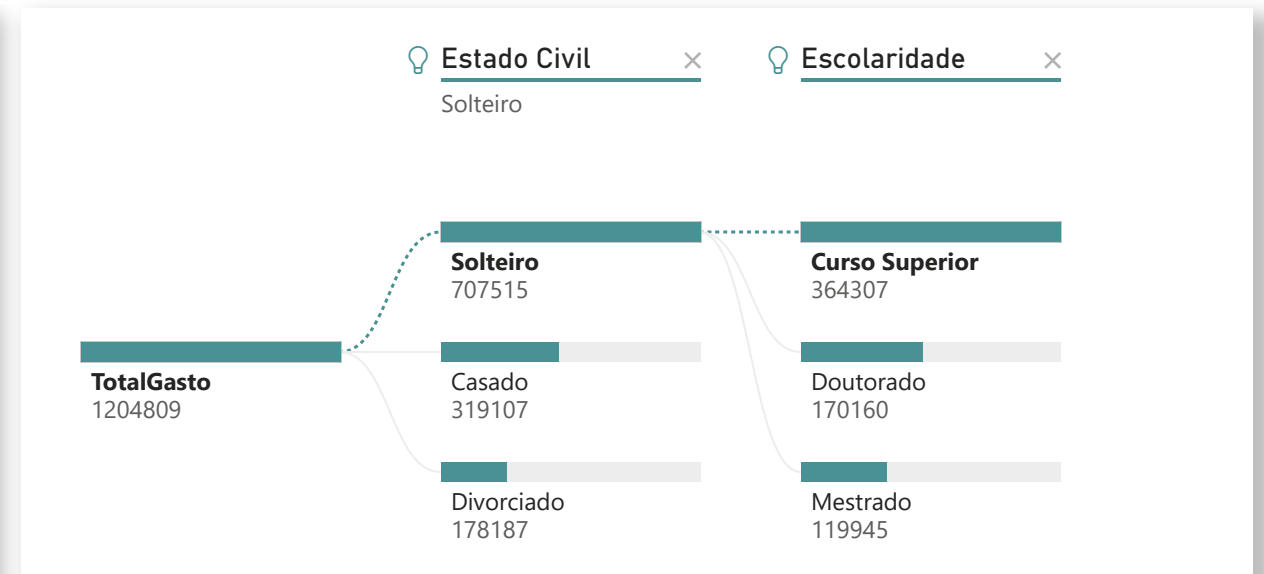 Estado Civil
Escolaridade
Solteiro
Solteiro
707515
Curso Superior
364307
TotalGasto
1204809
Casado
319107
Doutorado
170160
Divorciado
178187
Mestrado
119945